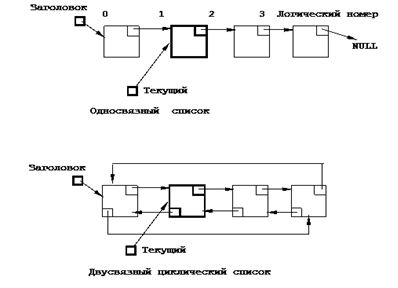 Заголовок
0 1 2 3 Логический номер
NULL
Текущий
Односвязный список
Заголовок
Текущий
Двусвязный циклический список